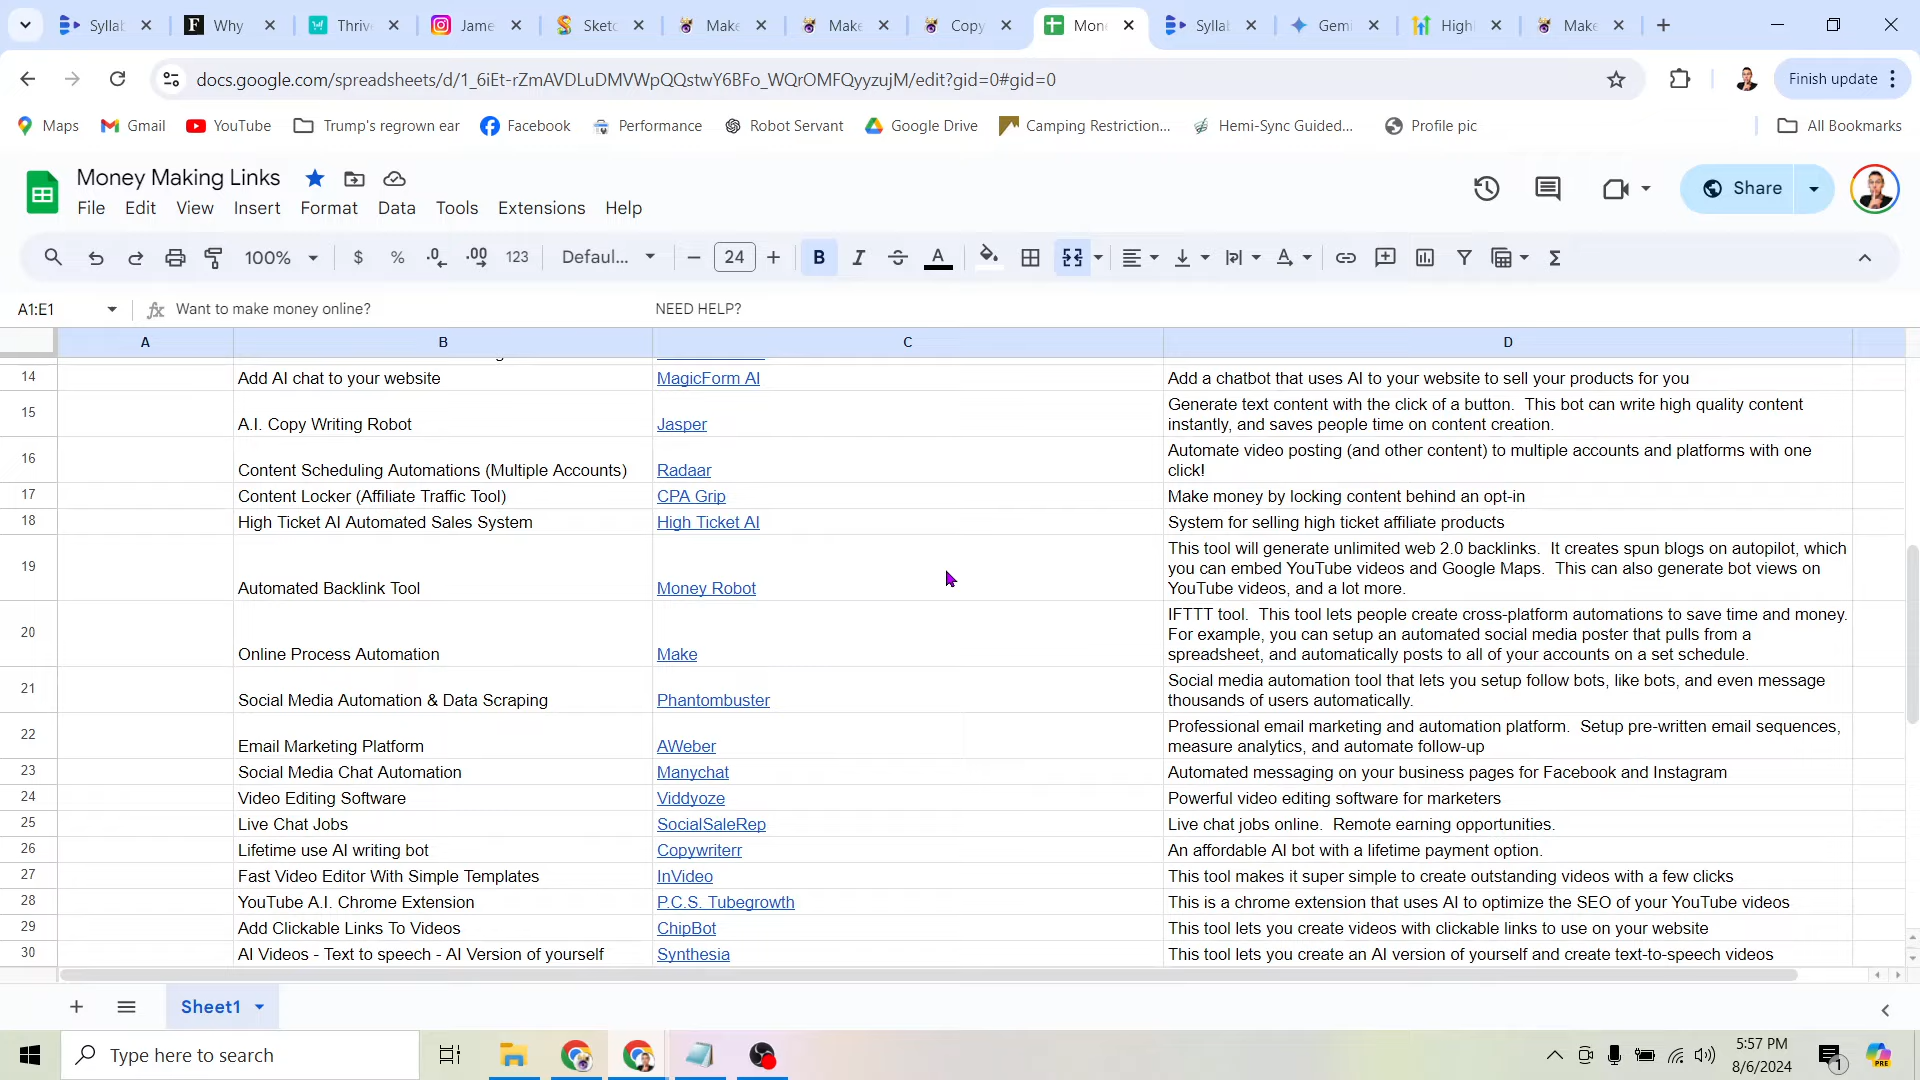 Syllab
Why
Thrive
Jame
Sketc
Make
Make
Copy
Mon
Syllab
Gemi
High
Make
docs.google.com/spreadsheets/d/1_6iEt-rZmAVDLuDMVWpQQstwY6BFo_WQrOMFQyyzujM/edit?gid=0#gid=0
Finish update
Maps
Gmail
YouTube
Trump's regrown ear
Facebook
Performance
Robot Servant
Google Drive
Camping Restriction...
Hemi-Sync Guided...
Profile pic
All Bookmarks
Money Making Links
File Edit View Insert Format Data Tools Extensions Help
Share
100% $ % .0 .00 123 Defaul... 24 B I A
A1:E1 fx Want to make money online? NEED HELP?
A B C D
14 Add AI chat to your website MagicForm AI Add a chatbot that uses AI to your website to sell your products for you
15 A.I. Copy Writing Robot Jasper Generate text content with the click of a button. This bot can write high quality content
instantly, and saves people time on content creation.
16 Content Scheduling Automations (Multiple Accounts) Radaar Automate video posting (and other content) to multiple accounts and platforms with one
click!
17 Content Locker (Affiliate Traffic Tool) CPA Grip Make money by locking content behind an opt-in
18 High Ticket AI Automated Sales System High Ticket AI System for selling high ticket affiliate products
19 Automated Backlink Tool Money Robot This tool will generate unlimited web 2.0 backlinks. It creates spun blogs on autopilot, which
you can embed YouTube videos and Google Maps. This can also generate bot views on
YouTube videos, and a lot more.
20 Online Process Automation Make IFTTT tool. This tool lets people create cross-platform automations to save time and money.
For example, you can setup an automated social media poster that pulls from a
spreadsheet, and automatically posts to all of your accounts on a set schedule.
21 Social Media Automation & Data Scraping Phantombuster Social media automation tool that lets you setup follow bots, like bots, and even message
thousands of users automatically.
22 Email Marketing Platform AWeber Professional email marketing and automation platform. Setup pre-written email sequences,
measure analytics, and automate follow-up
23 Social Media Chat Automation Manychat Automated messaging on your business pages for Facebook and Instagram
24 Video Editing Software Viddyoze Powerful video editing software for marketers
25 Live Chat Jobs SocialSaleRep Live chat jobs online. Remote earning opportunities.
26 Lifetime use AI writing bot Copywriterr An affordable AI bot with a lifetime payment option.
27 Fast Video Editor With Simple Templates InVideo This tool makes it super simple to create outstanding videos with a few clicks
28 YouTube A.I. Chrome Extension P.C.S. Tubegrowth This is a chrome extension that uses AI to optimize the SEO of your YouTube videos
29 Add Clickable Links To Videos ChipBot This tool lets you create videos with clickable links to use on your website
30 AI Videos - Text to speech - AI Version of yourself Synthesia This tool lets you create an AI version of yourself and create text-to-speech videos
Sheet1
Type here to search
5:57 PM
8/6/2024
1
PRE